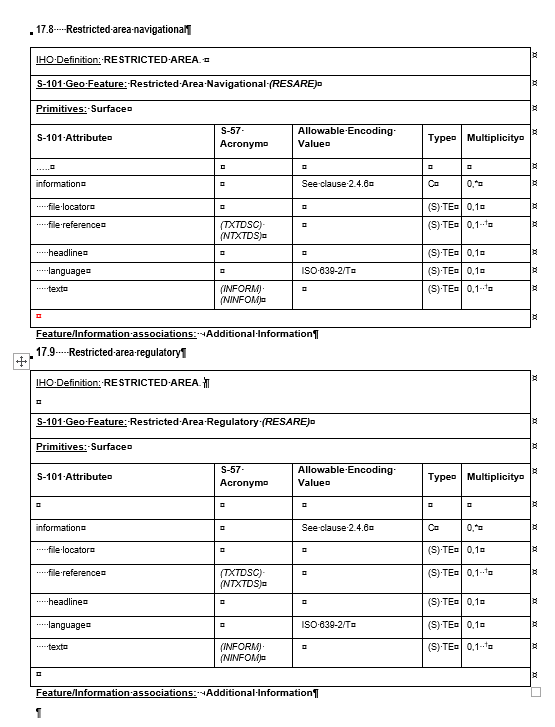 17.8 Restricted area navigational¶
IHO Definition: RESTRICTED AREA. ¤
S-101 Geo Feature: Restricted Area Navigational (RESARE)¤
Primitives: Surface¤
S-101 Attribute¤ S-57 Acronym¤ Allowable Encoding Value¤ Type¤ Multiplicity¤
.....¤ ¤ ¤ ¤ ¤
information¤ ¤ See clause 2.4.6¤ C¤ 0,*¤
file locator¤ ¤ ¤ (S) TE¤ 0,1¤
file reference¤ (TXTDSC) (NTXTDS)¤ ¤ (S) TE¤ 0,1 †¤
headline¤ ¤ ¤ (S) TE¤ 0,1¤
language¤ ¤ ISO 639-2/T¤ (S) TE¤ 0,1¤
text¤ (INFORM) (NINFOM)¤ ¤ (S) TE¤ 0,1 †¤
¤
Feature/Information associations: Additional Information¶
17.9 Restricted area regulatory¶
IHO Definition: RESTRICTED AREA. ¶
¤
S-101 Geo Feature: Restricted Area Regulatory (RESARE)¤
Primitives: Surface¤
S-101 Attribute¤ S-57 Acronym¤ Allowable Encoding Value¤ Type¤ Multiplicity¤
¤ ¤ ¤ ¤ ¤
information¤ ¤ See clause 2.4.6¤ C¤ 0,*¤
file locator¤ ¤ ¤ (S) TE¤ 0,1¤
file reference¤ (TXTDSC) (NTXTDS)¤ ¤ (S) TE¤ 0,1 †¤
headline¤ ¤ ¤ (S) TE¤ 0,1¤
language¤ ¤ ISO 639-2/T¤ (S) TE¤ 0,1¤
text¤ (INFORM) (NINFOM)¤ ¤ (S) TE¤ 0,1 †¤
¤
Feature/Information associations: Additional Information¶
¶